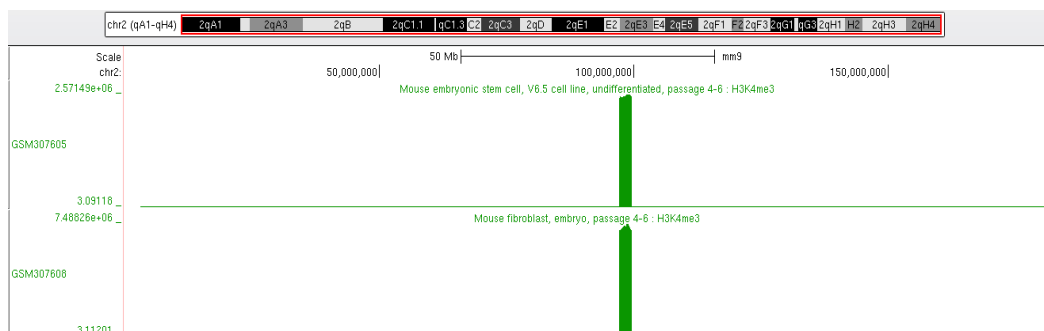 chr2 (qA1-qH4) 2qA1 2qA3 2qB 2qC1.1 qC1.3 C2 2qC3 2qD 2qE1 E2 2qE3 E4 2qE5 2qF1 F2 2qF3 2qG1 qG3 2qH1 H2 2qH3 2qH4
Scale 50 Mb mm9
chr2: 50,000,000 100,000,000 150,000,000
2.57149e+06 _ Mouse embryonic stem cell, V6.5 cell line, undifferentiated, passage 4-6 : H3K4me3
GSM307605
3.09118 _
7.48826e+06 _ Mouse fibroblast, embryo, passage 4-6 : H3K4me3
GSM307608
3.11201